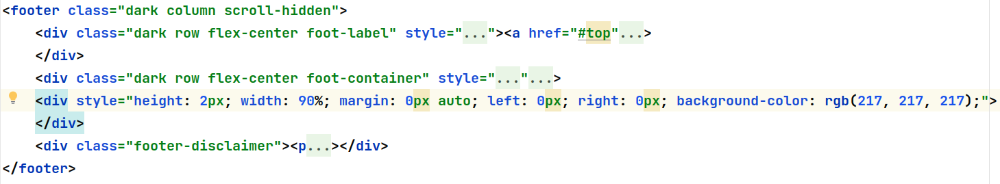 <footer class="dark column scroll-hidden">
    <div class="dark row flex-center foot-label" style="..."><a href="#top"...>
    </div>
    <div class="dark row flex-center foot-container" style="..."...>
    <div style="height: 2px; width: 90%; margin: 0px auto; left: 0px; right: 0px; background-color: rgb(217, 217, 217);">
    </div>
    <div class="footer-disclaimer"><p...></div>
</footer>